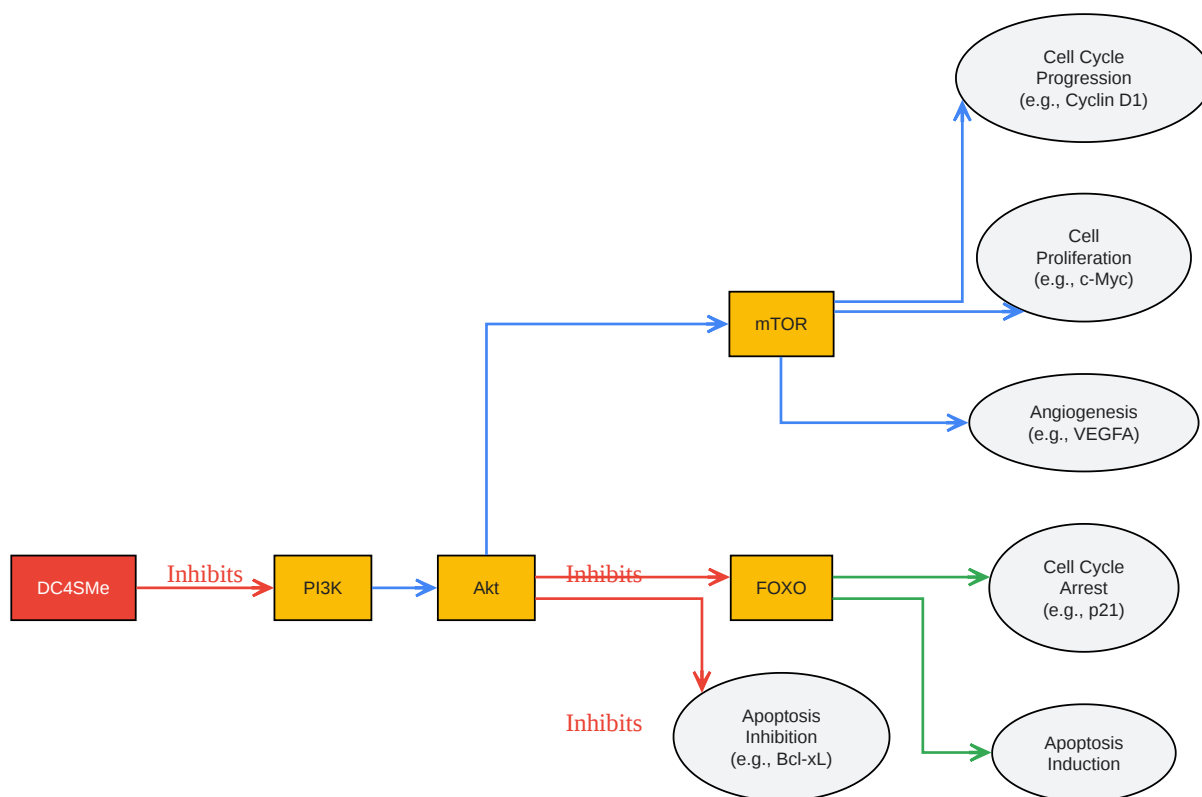 Cell Cycle
Progression
(e.g., Cyclin D1)
Cell
Proliferation
(e.g., c-Myc)
mTOR
Angiogenesis
(e.g., VEGFA)
DC4SMe
Inhibits
PI3K
Akt
Inhibits
FOXO
Cell Cycle
Arrest
(e.g., p21)
Inhibits
Apoptosis
Inhibition
(e.g., Bcl-xL)
Apoptosis
Induction